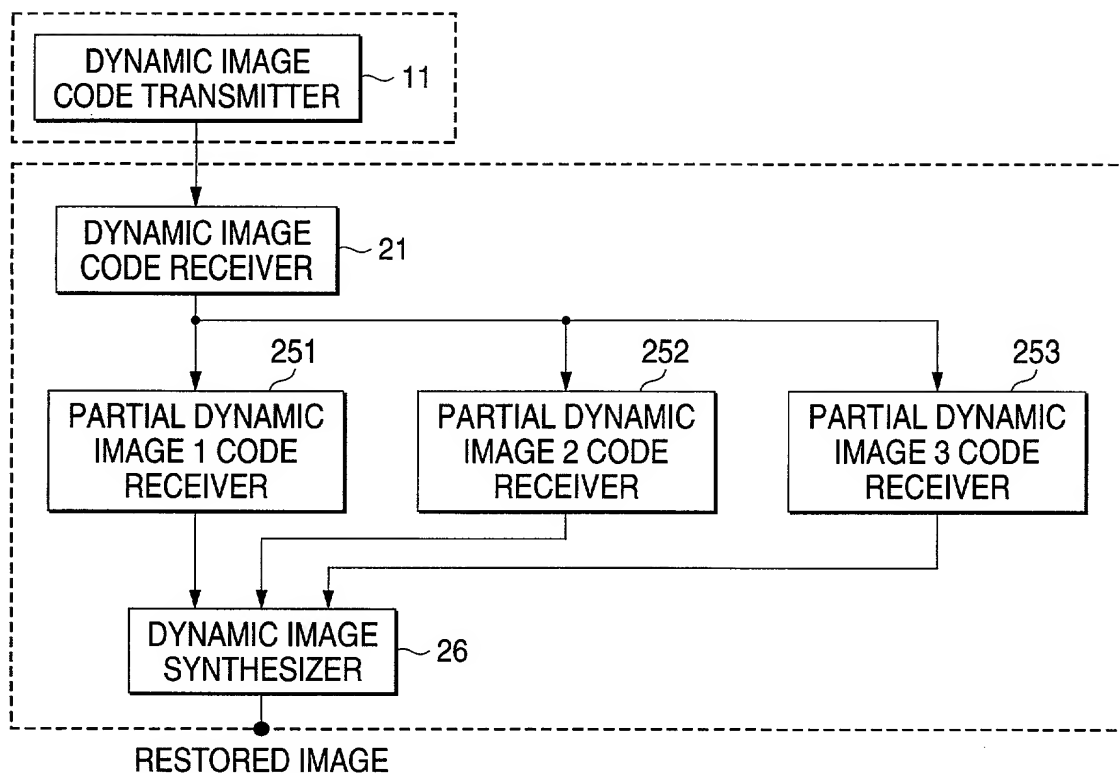 DYNAMIC IMAGE
CODE TRANSMITTER
11
DYNAMIC IMAGE
CODE RECEIVER
21
251
252
253
PARTIAL DYNAMIC
IMAGE 1 CODE
RECEIVER
PARTIAL DYNAMIC
IMAGE 2 CODE
RECEIVER
PARTIAL DYNAMIC
IMAGE 3 CODE
RECEIVER
DYNAMIC IMAGE
SYNTHESIZER
26
RESTORED IMAGE